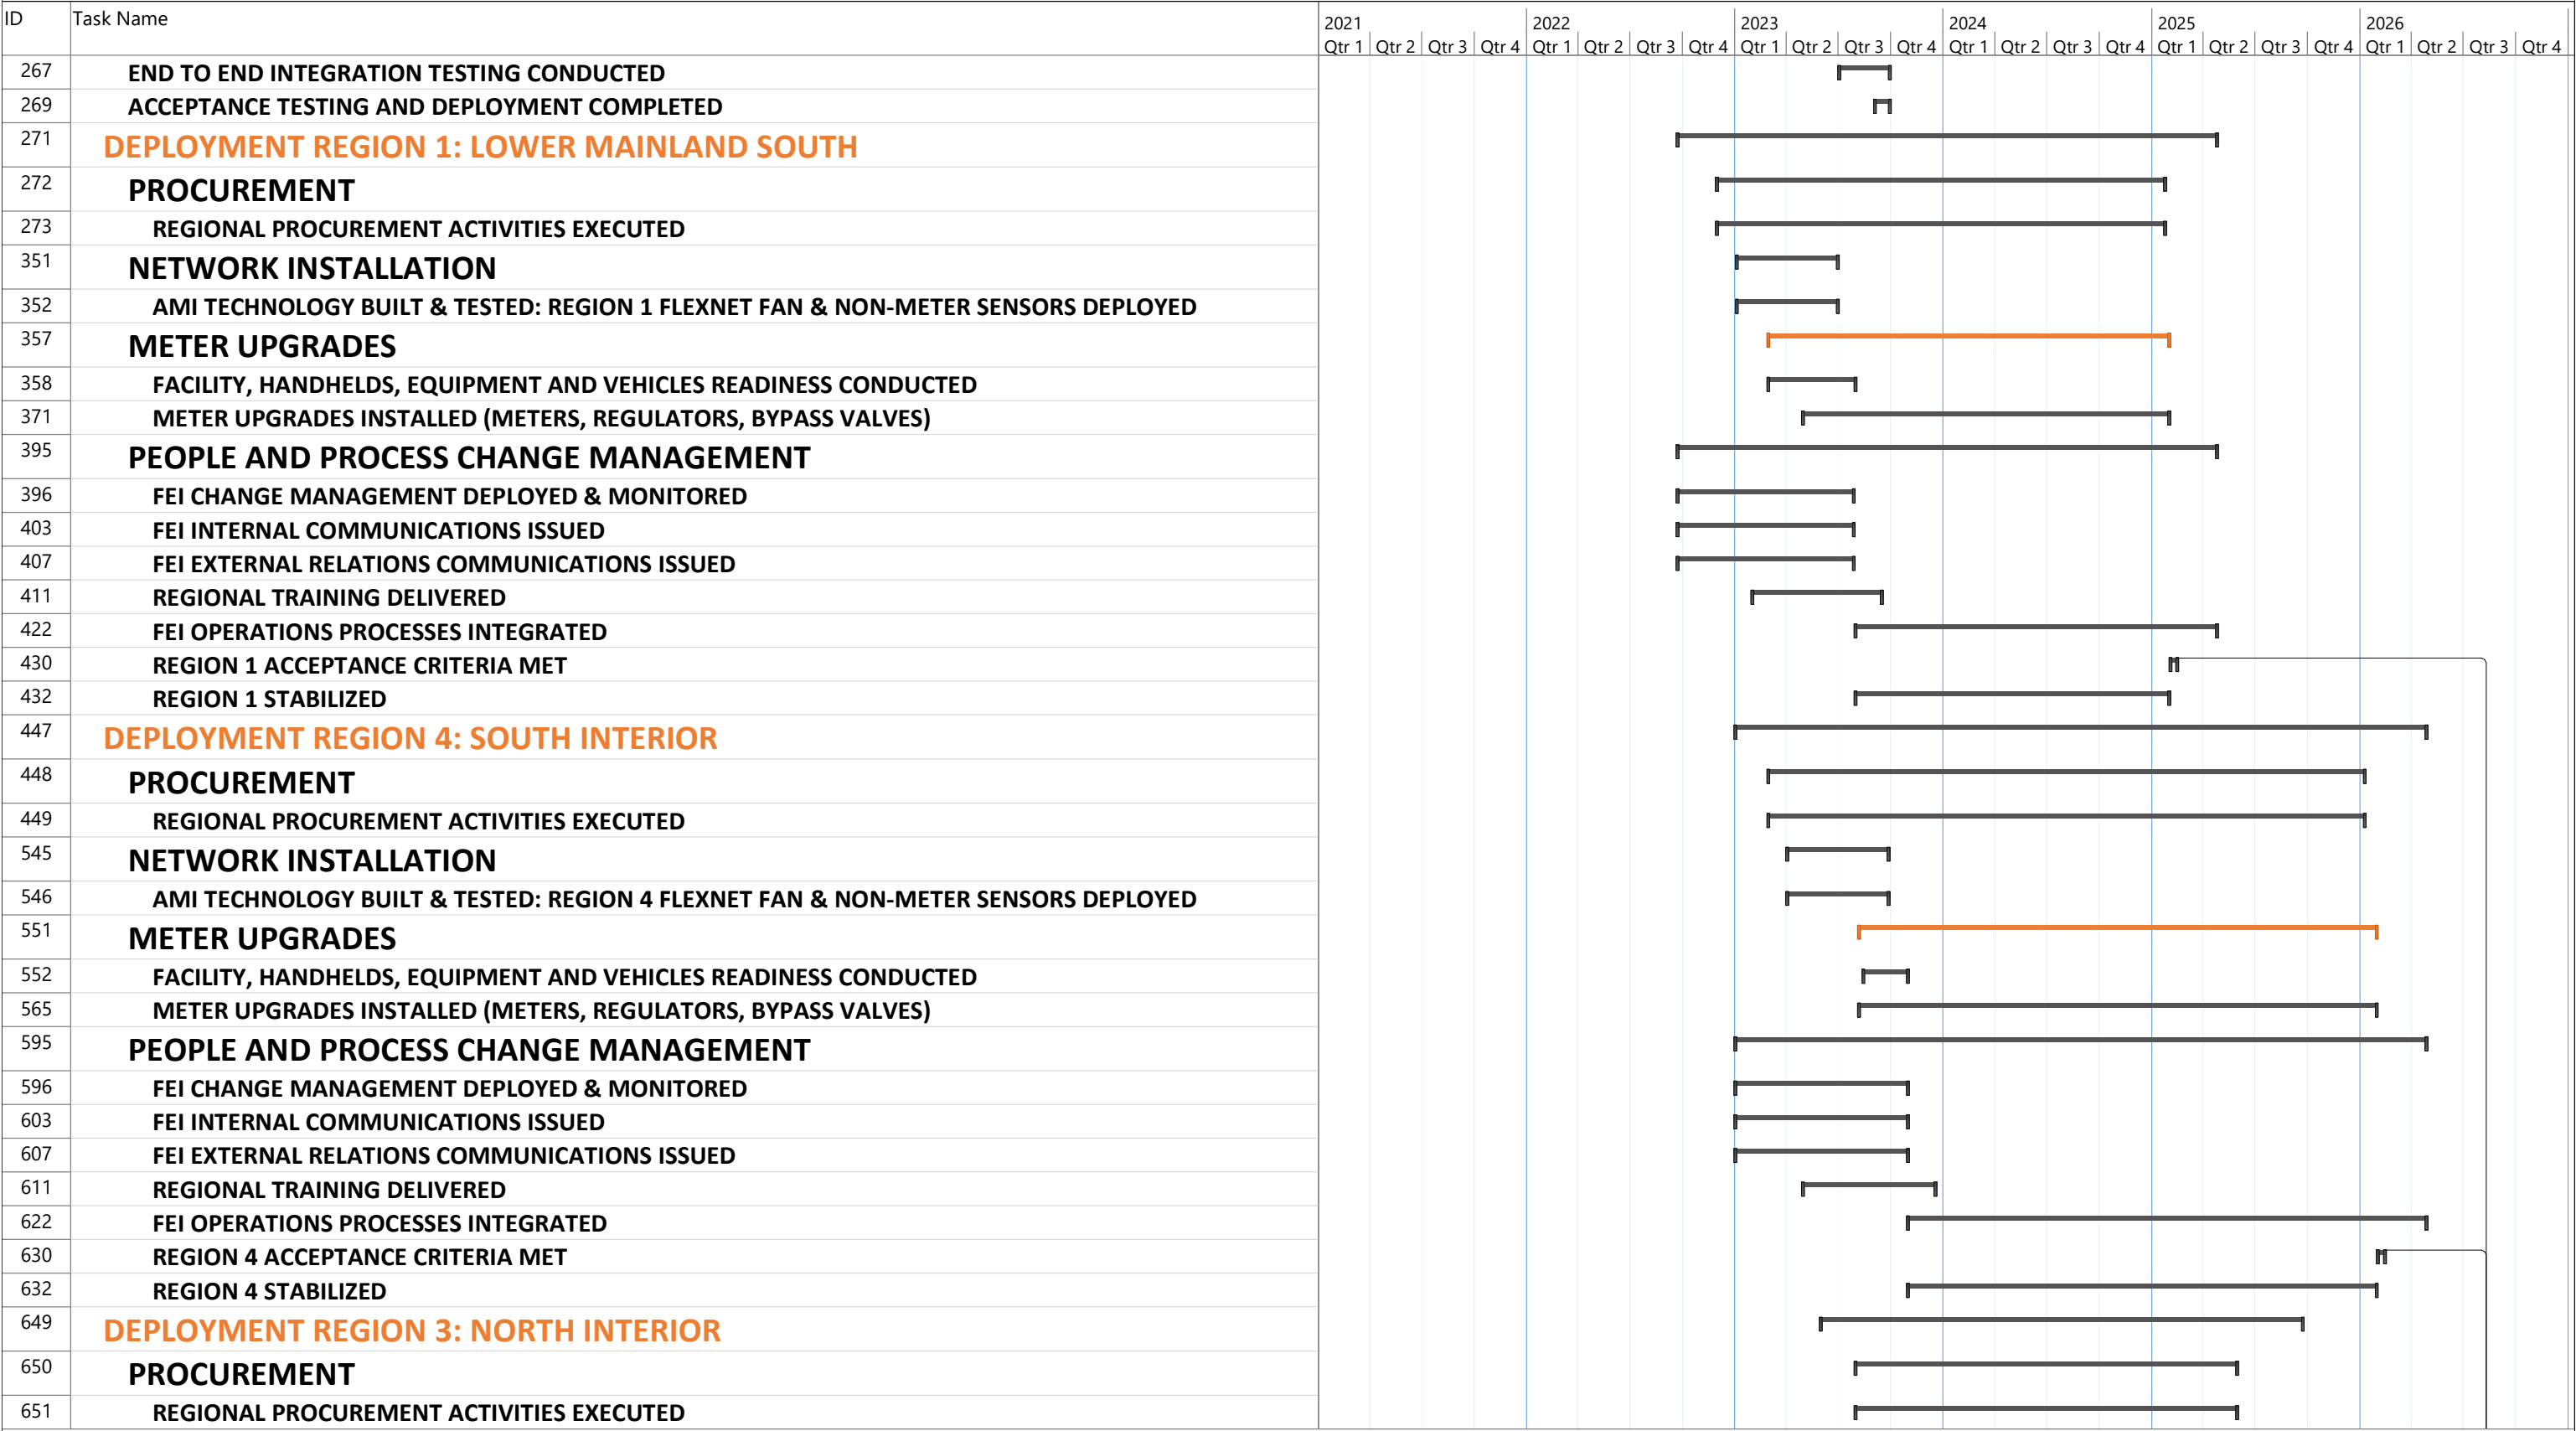 ID Task Name 2021 2022 2023 2024 2025 2026
Qtr 1 Qtr 2 Qtr 3 Qtr 4 Qtr 1 Qtr 2 Qtr 3 Qtr 4 Qtr 1 Qtr 2 Qtr 3 Qtr 4 Qtr 1 Qtr 2 Qtr 3 Qtr 4 Qtr 1 Qtr 2 Qtr 3 Qtr 4 Qtr 1 Qtr 2 Qtr 3 Qtr 4
267 END TO END INTEGRATION TESTING CONDUCTED
269 ACCEPTANCE TESTING AND DEPLOYMENT COMPLETED
271 DEPLOYMENT REGION 1: LOWER MAINLAND SOUTH
272 PROCUREMENT
273 REGIONAL PROCUREMENT ACTIVITIES EXECUTED
351 NETWORK INSTALLATION
352 AMI TECHNOLOGY BUILT & TESTED: REGION 1 FLEXNET FAN & NON-METER SENSORS DEPLOYED
357 METER UPGRADES
358 FACILITY, HANDHELDS, EQUIPMENT AND VEHICLES READINESS CONDUCTED
371 METER UPGRADES INSTALLED (METERS, REGULATORS, BYPASS VALVES)
395 PEOPLE AND PROCESS CHANGE MANAGEMENT
396 FEI CHANGE MANAGEMENT DEPLOYED & MONITORED
403 FEI INTERNAL COMMUNICATIONS ISSUED
407 FEI EXTERNAL RELATIONS COMMUNICATIONS ISSUED
411 REGIONAL TRAINING DELIVERED
422 FEI OPERATIONS PROCESSES INTEGRATED
430 REGION 1 ACCEPTANCE CRITERIA MET
432 REGION 1 STABILIZED
447 DEPLOYMENT REGION 4: SOUTH INTERIOR
448 PROCUREMENT
449 REGIONAL PROCUREMENT ACTIVITIES EXECUTED
545 NETWORK INSTALLATION
546 AMI TECHNOLOGY BUILT & TESTED: REGION 4 FLEXNET FAN & NON-METER SENSORS DEPLOYED
551 METER UPGRADES
552 FACILITY, HANDHELDS, EQUIPMENT AND VEHICLES READINESS CONDUCTED
565 METER UPGRADES INSTALLED (METERS, REGULATORS, BYPASS VALVES)
595 PEOPLE AND PROCESS CHANGE MANAGEMENT
596 FEI CHANGE MANAGEMENT DEPLOYED & MONITORED
603 FEI INTERNAL COMMUNICATIONS ISSUED
607 FEI EXTERNAL RELATIONS COMMUNICATIONS ISSUED
611 REGIONAL TRAINING DELIVERED
622 FEI OPERATIONS PROCESSES INTEGRATED
630 REGION 4 ACCEPTANCE CRITERIA MET
632 REGION 4 STABILIZED
649 DEPLOYMENT REGION 3: NORTH INTERIOR
650 PROCUREMENT
651 REGIONAL PROCUREMENT ACTIVITIES EXECUTED